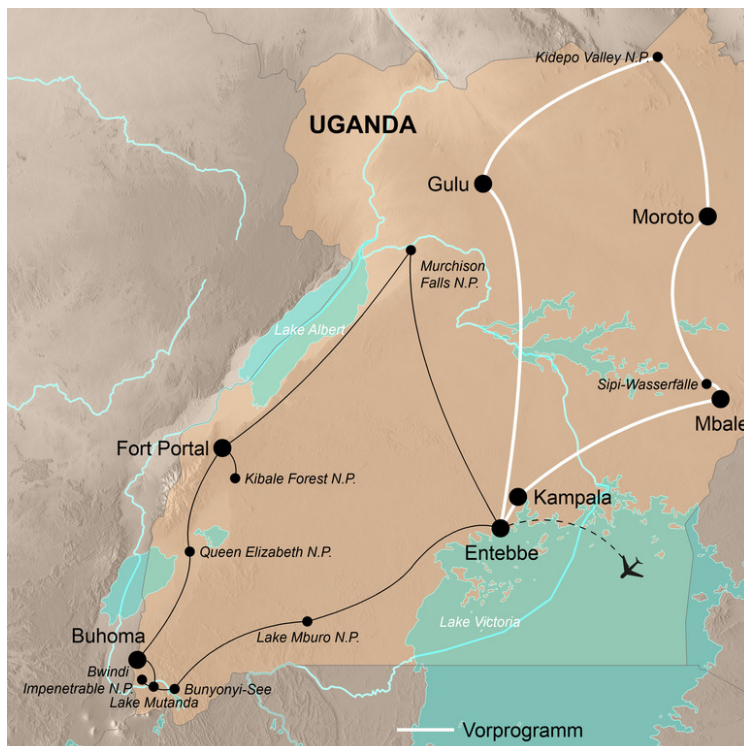 Kidepo Valley N.P.
UGANDA
Gulu
Moroto
Murchison
Falls N.P.
Lake Albert
Sipi-Wasserfälle
Mbale
Fort Portal
Kibale Forest N.P.
Kampala
Entebbe
Queen Elizabeth N.P.
Lake Victoria
Lake Mburo N.P.
Buhoma
Bwindi
Impenetrable N.P.
Bunyonyi-See
Lake Mutanda
Vorprogramm